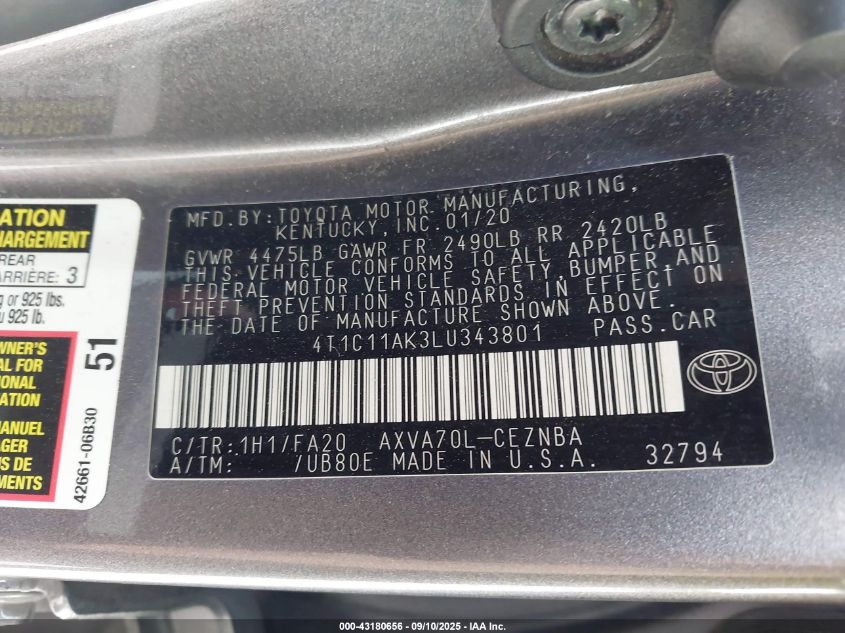 MFD. BY: TOYOTA MOTOR MANUFACTURING,
KENTUCKY, INC. 01/20
GVWR 4475LB GAWR FR 2490LB RR 2420LB
THIS VEHICLE CONFORMS TO ALL APPLICABLE
FEDERAL MOTOR VEHICLE SAFETY, BUMPER, AND
THEFT PREVENTION STANDARDS IN EFFECT ON
THE DATE OF MANUFACTURE SHOWN ABOVE.
4T1C11AK3LU343801 PASS. CAR
C/TR: 1H1/FA20 AXVA70L-CEZNBA
A/TM: /UB80E MADE IN U.S.A. 32794
ATION
HARGEMENT
REAR
ARRIÈRE: 3
g or 925 lbs.
u 925 lb.
WNER'S
AL FOR
IONAL
ATION
MANUEL
AGER
US DE
MENTS
51
42661-06B30
000-43180656 - 09/10/2025 - IAA Inc.